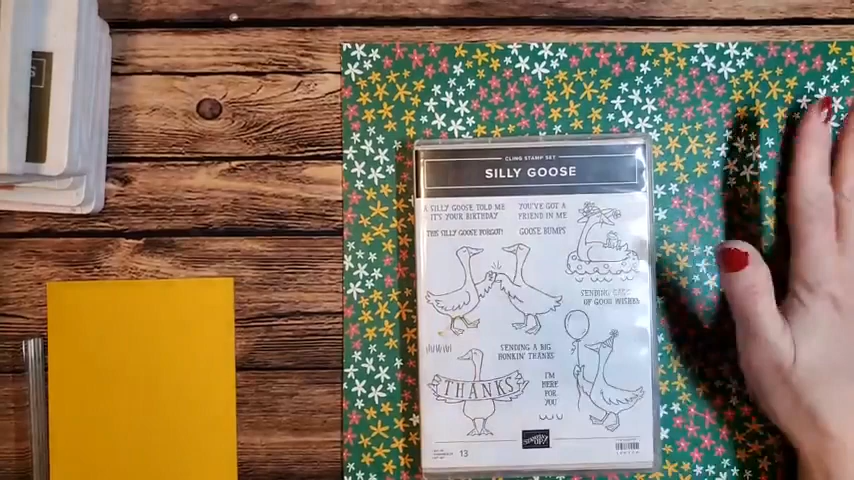 CLING STAMP SET
SILLY GOOSE
A SILLY GOOSE TOLD ME
IT'S YOUR BIRTHDAY
YOU'VE GOT A
FRIEND IN ME
THIS SILLY GOOSE FORGOT!
GOOSE BUMPS
SENDING
OF GOOD WISHES
SENDING A BIG
HONKIN' THANKS
THANKS
I'M
HERE
FOR
YOU
13